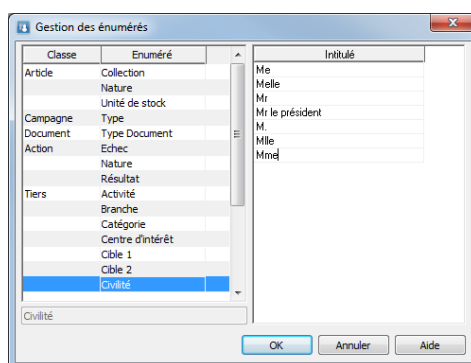 Gestion des énumérés
Classe Enuméré Intitulé
Article Collection
Nature
Unité de stock
Campagne Type
Document Type Document
Action Echec
Nature
Résultat
Tiers Activité
Branche
Catégorie
Centre d'intérêt
Cible 1
Cible 2
Civilité
Me
Melle
Mr
Mr le président
M.
Mlle
Mme
Civilité
OK Annuler Aide